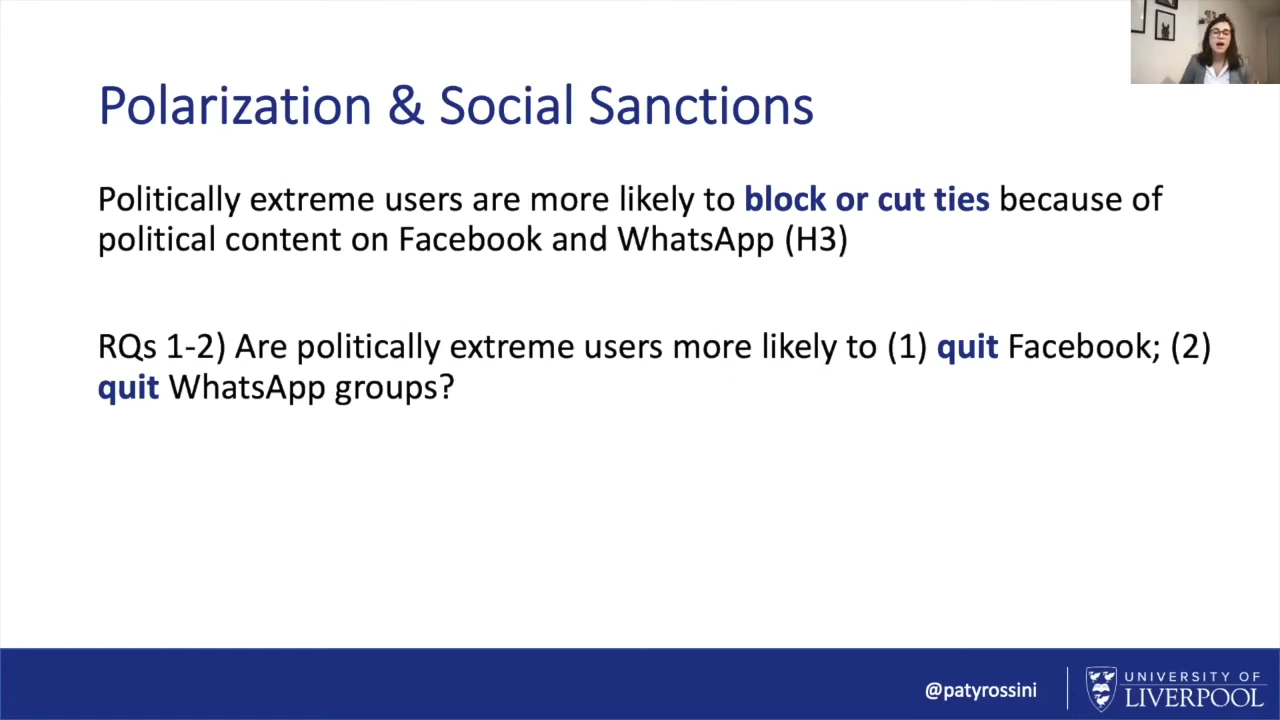 Polarization & Social Sanctions
Politically extreme users are more likely to block or cut ties because of
political content on Facebook and WhatsApp (H3)
RQs 1-2) Are politically extreme users more likely to (1) quit Facebook; (2)
quit WhatsApp groups?
@patyrossini
UNIVERSITY OF
LIVERPOOL